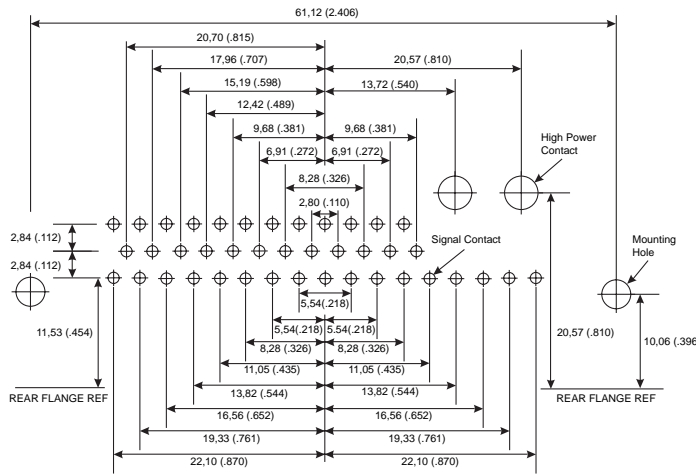 61,12 (2.406)
20,70 (.815)
17,96 (.707) 20,57 (.810)
15,19 (.598) 13,72 (.540)
12,42 (.489)
9,68 (.381) 9,68 (.381)
6,91 (.272) 6,91 (.272)
High Power
Contact
8,28 (.326)
2,80 (.110)
2,84 (.112)
Signal Contact
Mounting
Hole
2,84 (.112)
5,54 (.218)
11,53 (.454) 5,54(.218) 5.54(.218) 20,57 (.810) 10,06 (.396
8,28 (.326) 8,28 (.326)
11,05 (.435) 11,05 (.435)
REAR FLANGE REF 13,82 (.544) 13,82 (.544) REAR FLANGE REF
16,56 (.652) 16,56 (.652)
19,33 (.761) 19,33 (.761)
22,10 (.870) 22,10 (.870)